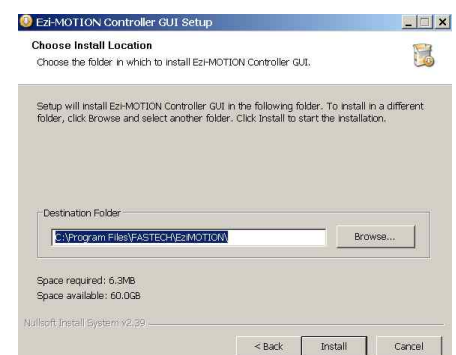 Ezi-MOTION Controller GUI Setup
Choose Install Location
Choose the folder in which to install Ezi-MOTION Controller GUI.
Setup will install Ezi-MOTION Controller GUI in the following folder. To install in a different
folder, click Browse and select another folder. Click Install to start the installation.
Destination Folder
C:\Program Files\FASTECH\EziMOTION\
Browse...
Space required: 6.3MB
Space available: 60.0GB
Nullsoft Install System v2.39
< Back Install Cancel